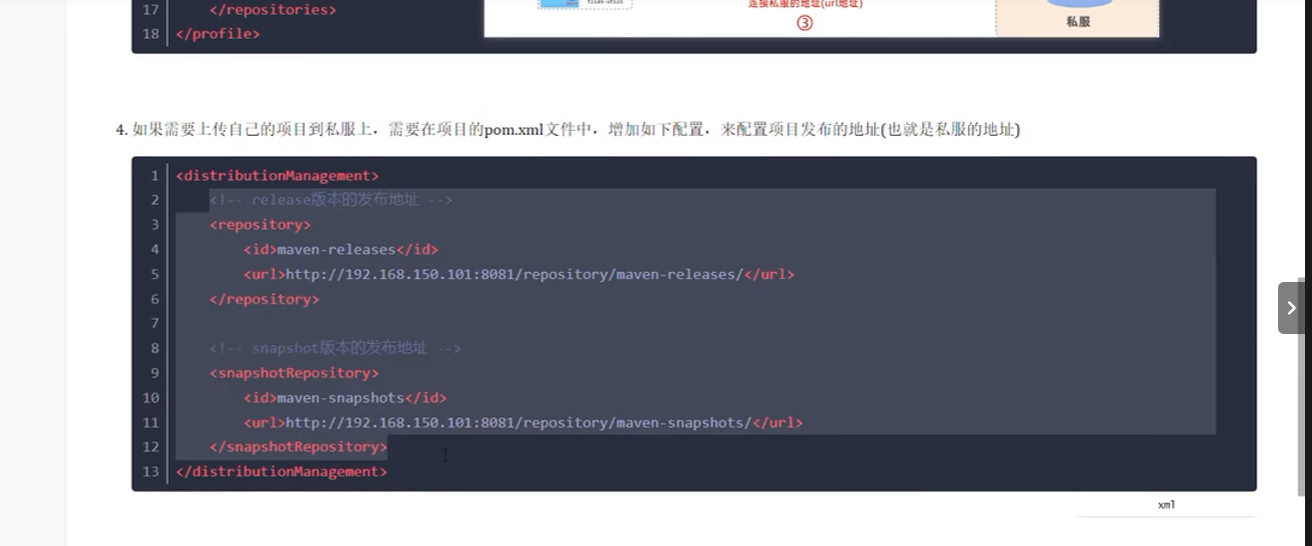 17 </repositories>
18 </profile>
连接私服的地址(url地址)
③
私服
4. 如果需要上传自己的项目到私服上，需要在项目的pom.xml文件中，增加如下配置，来配置项目发布的地址(也就是私服的地址)
1 <distributionManagement>
2 <!-- release版本的发布地址 -->
3 <repository>
4 <id>maven-releases</id>
5 <url>http://192.168.150.101:8081/repository/maven-releases/</url>
6 </repository>
7
8 <!-- snapshot版本的发布地址 -->
9 <snapshotRepository>
10 <id>maven-snapshots</id>
11 <url>http://192.168.150.101:8081/repository/maven-snapshots/</url>
12 </snapshotRepository>
13 </distributionManagement>
xml